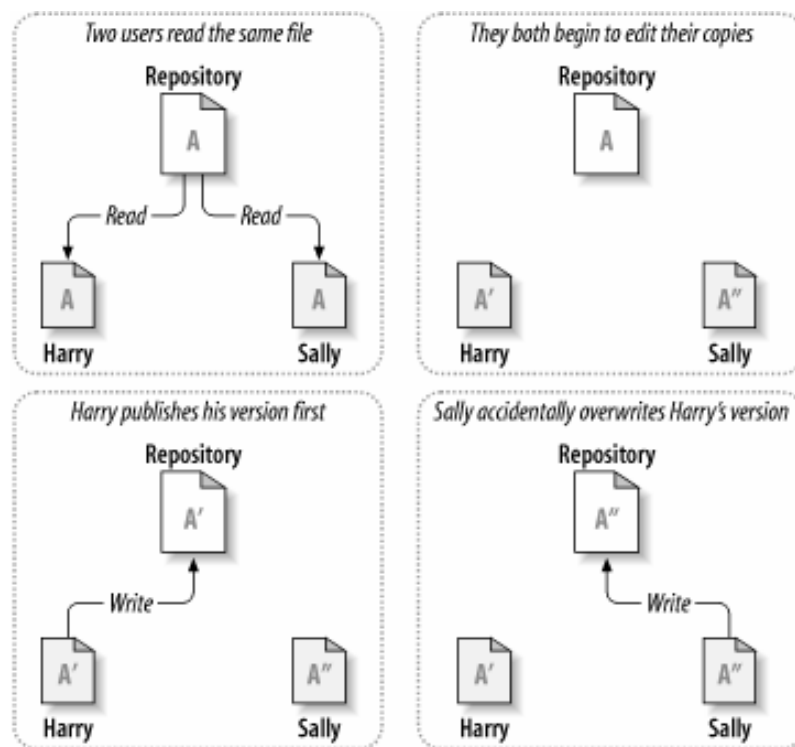 Two users read the same file
Repository
A
Read
Read
A
A
Harry
Sally
They both begin to edit their copies
Repository
A
A′
A″
Harry
Sally
Harry publishes his version first
Repository
A′
Write
A′
A″
Harry
Sally
Sally accidentally overwrites Harry’s version
Repository
A″
Write
A′
A″
Harry
Sally